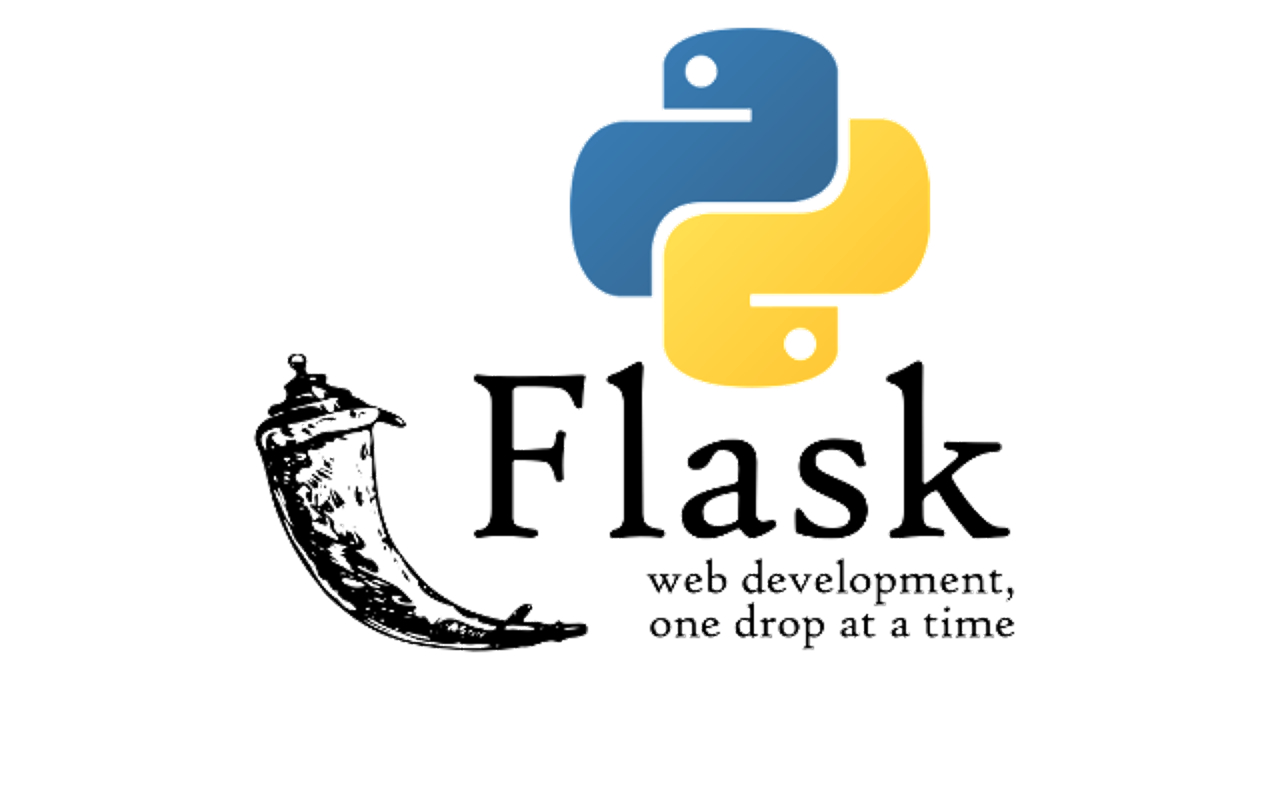 Flask
web development,
one drop at a time